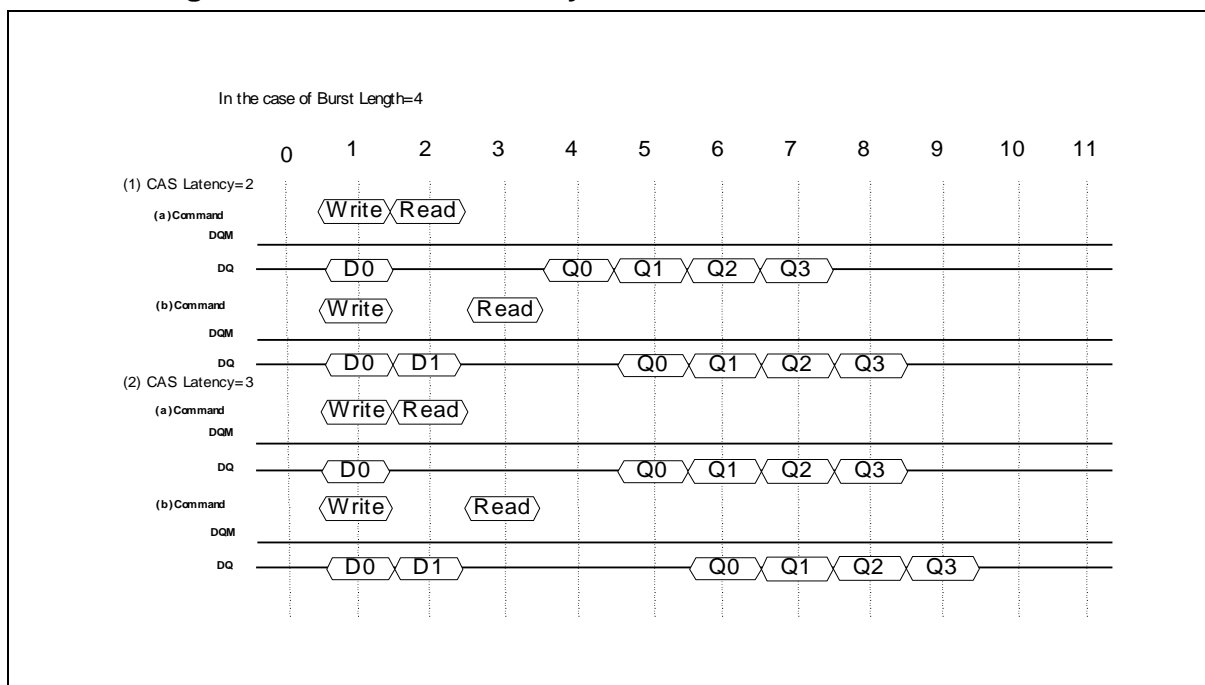 In the case of Burst Length=4
0 1 2 3 4 5 6 7 8 9 10 11
(1) CAS Latency=2
(a)Command Write Read
DQM
DQ D0 Q0 Q1 Q2 Q3
(b)Command Write Read
DQM
DQ D0 D1 Q0 Q1 Q2 Q3
(2) CAS Latency=3
(a)Command Write Read
DQM
DQ D0 Q0 Q1 Q2 Q3
(b)Command Write Read
DQM
DQ D0 D1 Q0 Q1 Q2 Q3